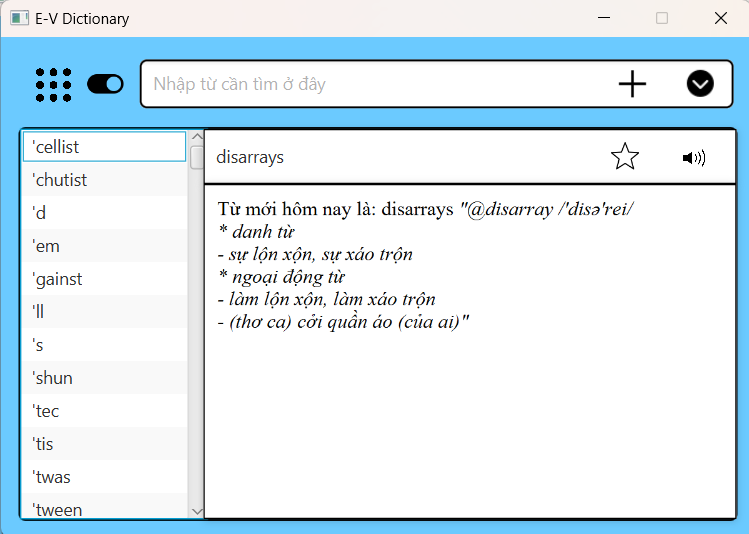 E-V Dictionary
Nhập từ cần tìm ở đây
'cellist
'chutist
'd
'em
'gainst
'll
's
'shun
'tec
'tis
'twas
'tween
disarrays
Từ mới hôm nay là: disarrays "@disarray /'disə'rei/
* danh từ
- sự lộn xộn, sự xáo trộn
* ngoại động từ
- làm lộn xộn, làm xáo trộn
- (thơ ca) cởi quần áo (của ai)"